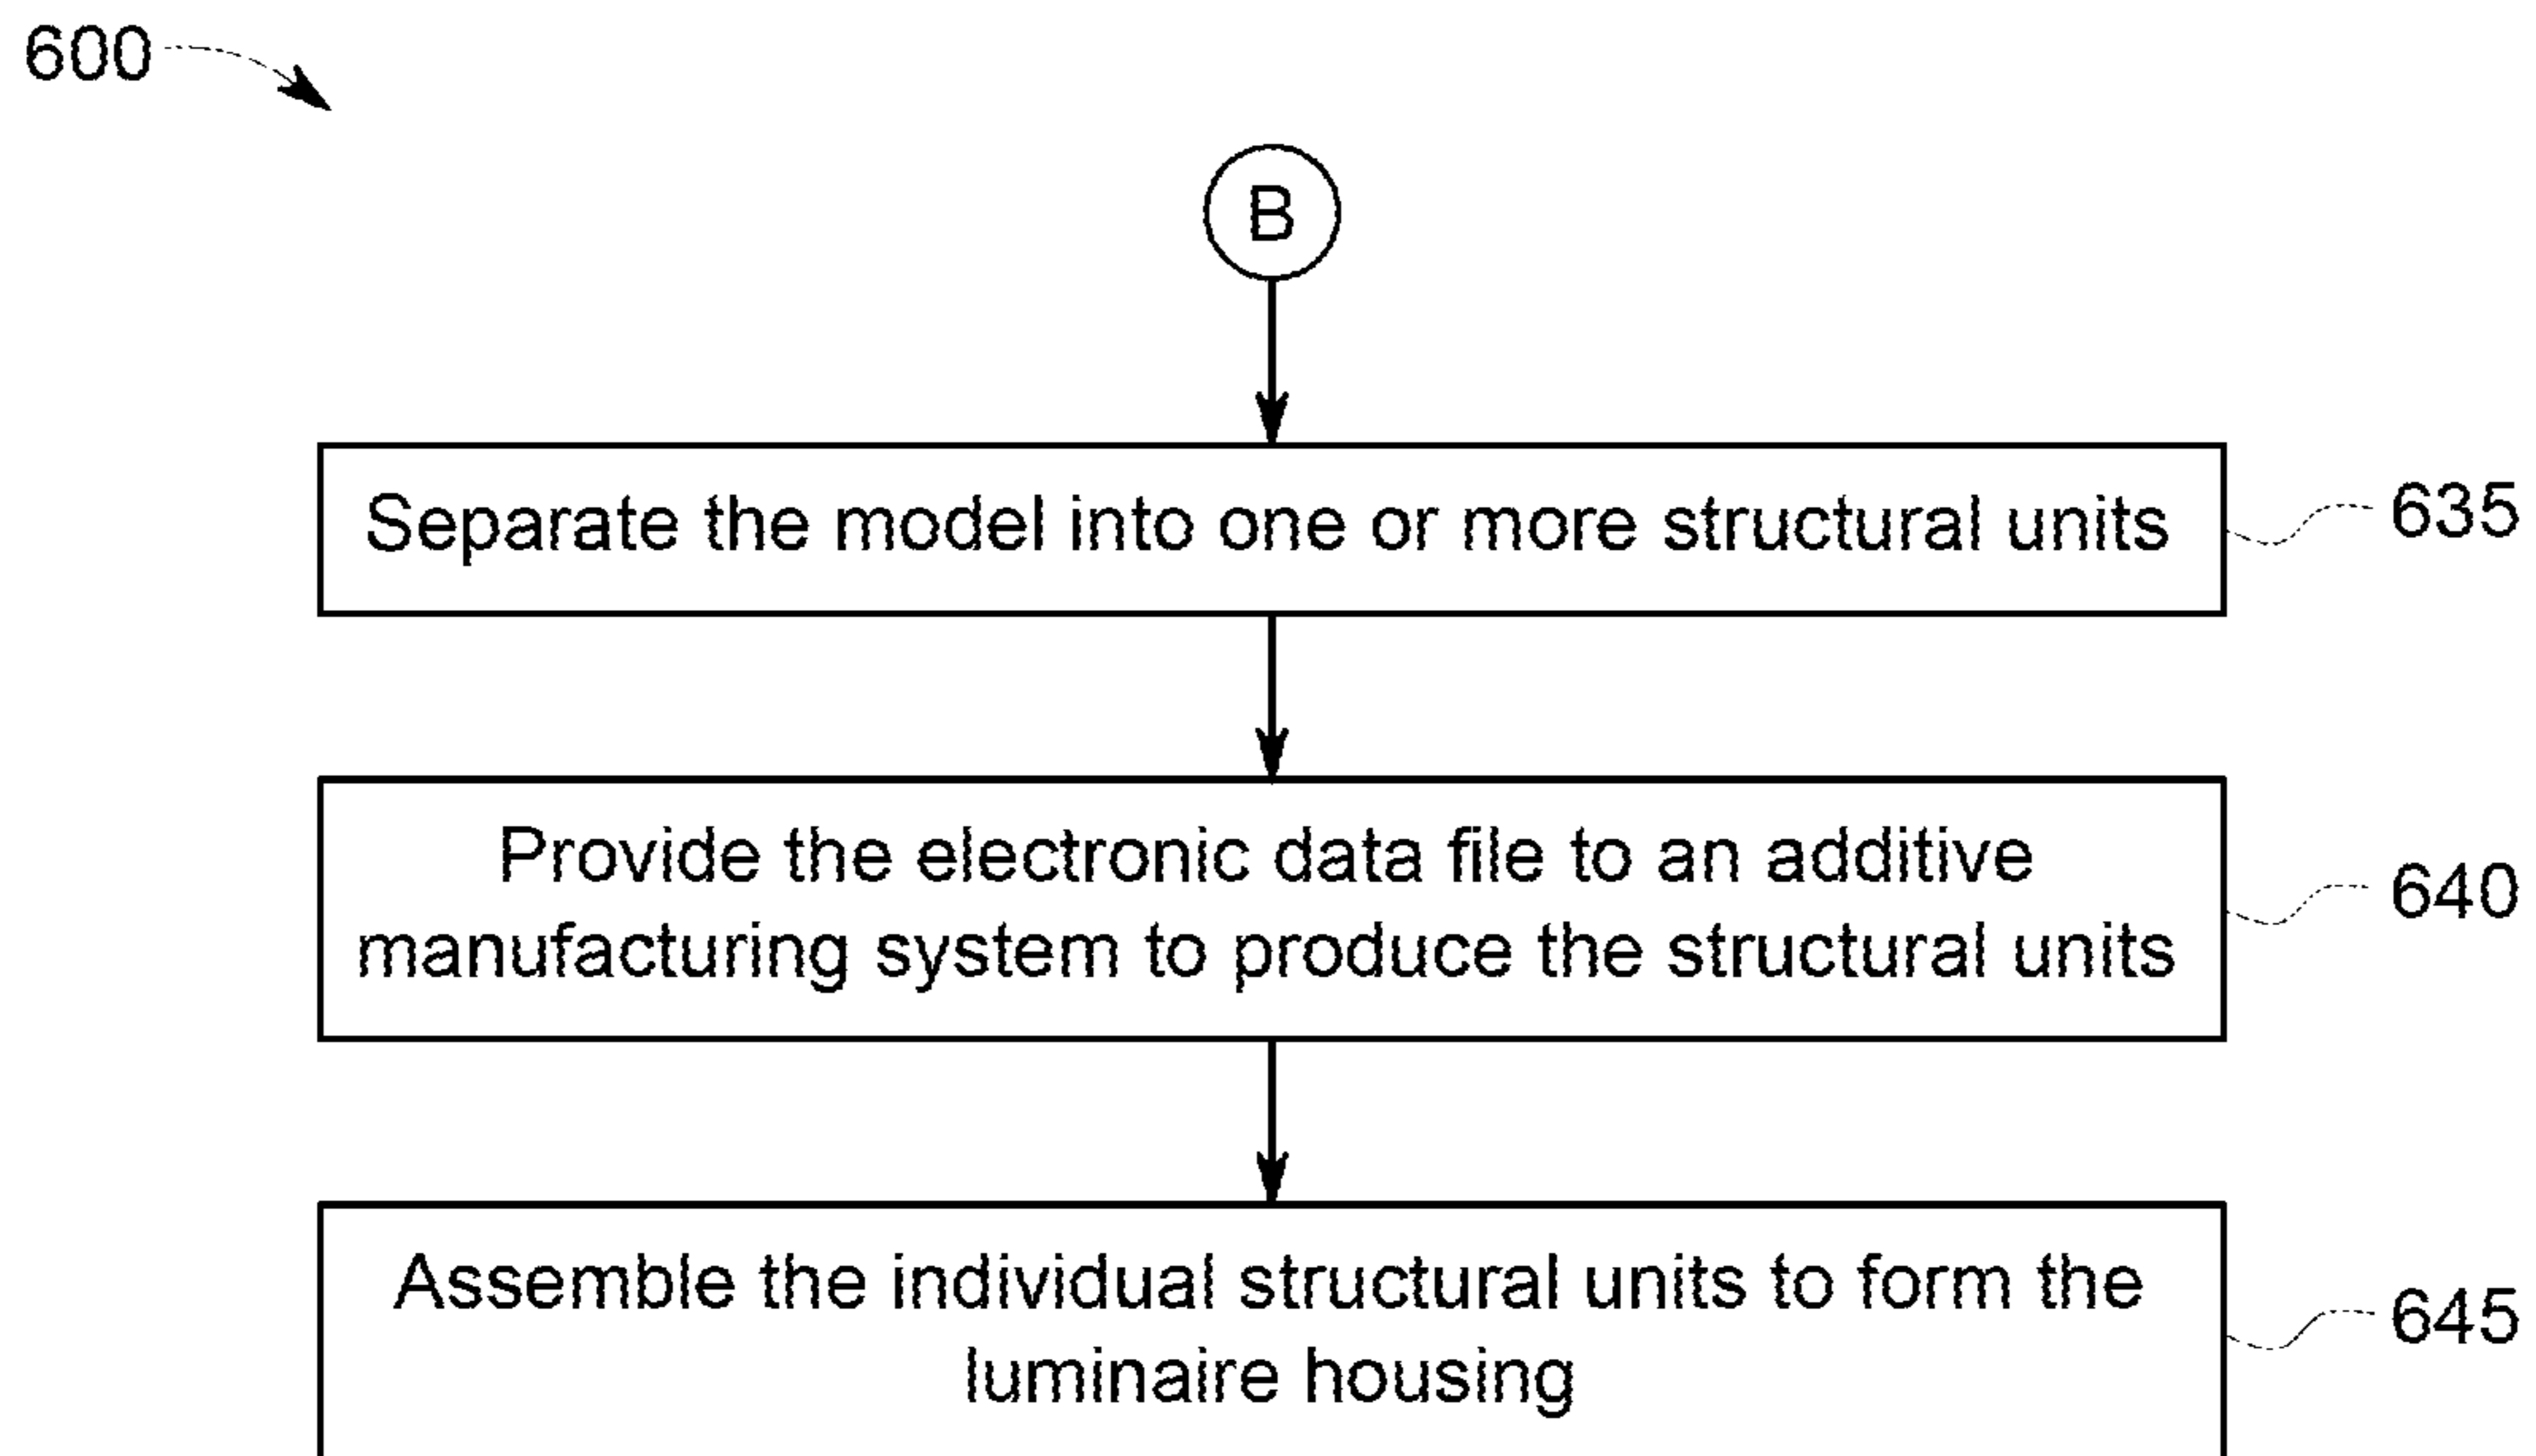 600
B
Separate the model into one or more structural units
635
Provide the electronic data file to an additive
manufacturing system to produce the structural units
640
Assemble the individual structural units to form the
luminaire housing
645